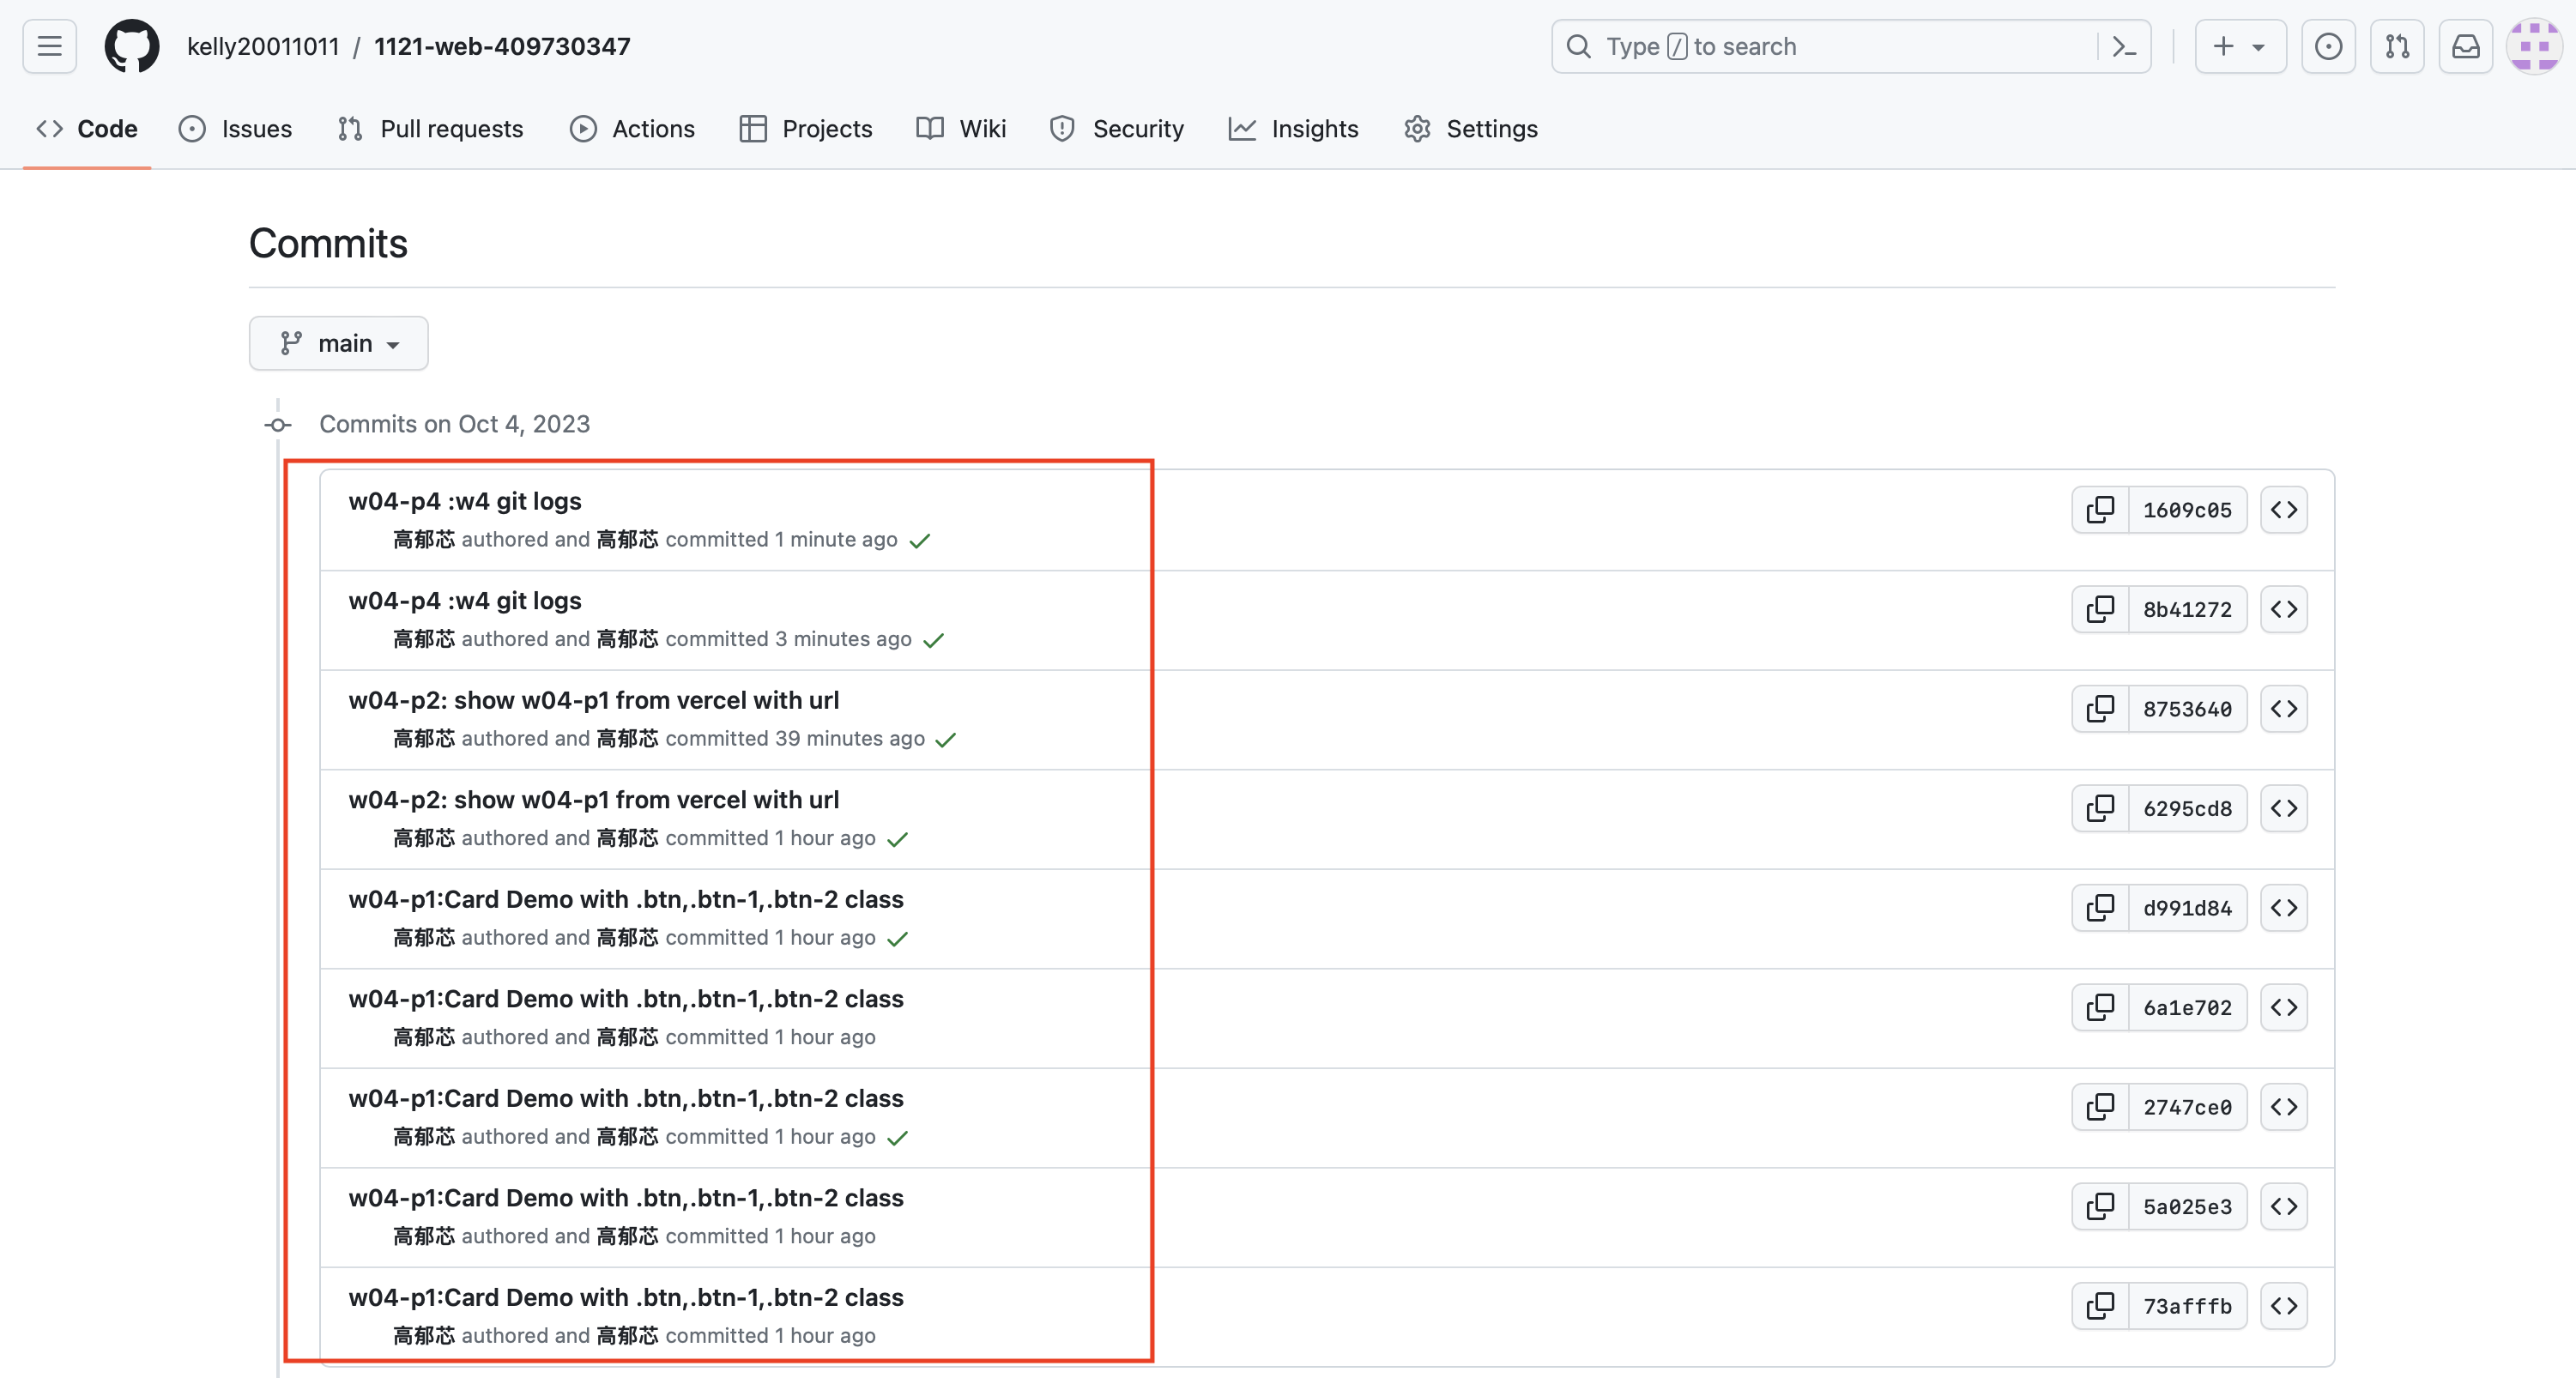 kelly20011011 / 1121-web-409730347
Type / to search
Code Issues Pull requests Actions Projects Wiki Security Insights Settings
Commits
main
Commits on Oct 4, 2023
w04-p4 :w4 git logs
高郁芯 authored and 高郁芯 committed 1 minute ago
1609c05
w04-p4 :w4 git logs
高郁芯 authored and 高郁芯 committed 3 minutes ago
8b41272
w04-p2: show w04-p1 from vercel with url
高郁芯 authored and 高郁芯 committed 39 minutes ago
8753640
w04-p2: show w04-p1 from vercel with url
高郁芯 authored and 高郁芯 committed 1 hour ago
6295cd8
w04-p1:Card Demo with .btn,.btn-1,.btn-2 class
高郁芯 authored and 高郁芯 committed 1 hour ago
d991d84
w04-p1:Card Demo with .btn,.btn-1,.btn-2 class
高郁芯 authored and 高郁芯 committed 1 hour ago
6a1e702
w04-p1:Card Demo with .btn,.btn-1,.btn-2 class
高郁芯 authored and 高郁芯 committed 1 hour ago
2747ce0
w04-p1:Card Demo with .btn,.btn-1,.btn-2 class
高郁芯 authored and 高郁芯 committed 1 hour ago
5a025e3
w04-p1:Card Demo with .btn,.btn-1,.btn-2 class
高郁芯 authored and 高郁芯 committed 1 hour ago
73afffb